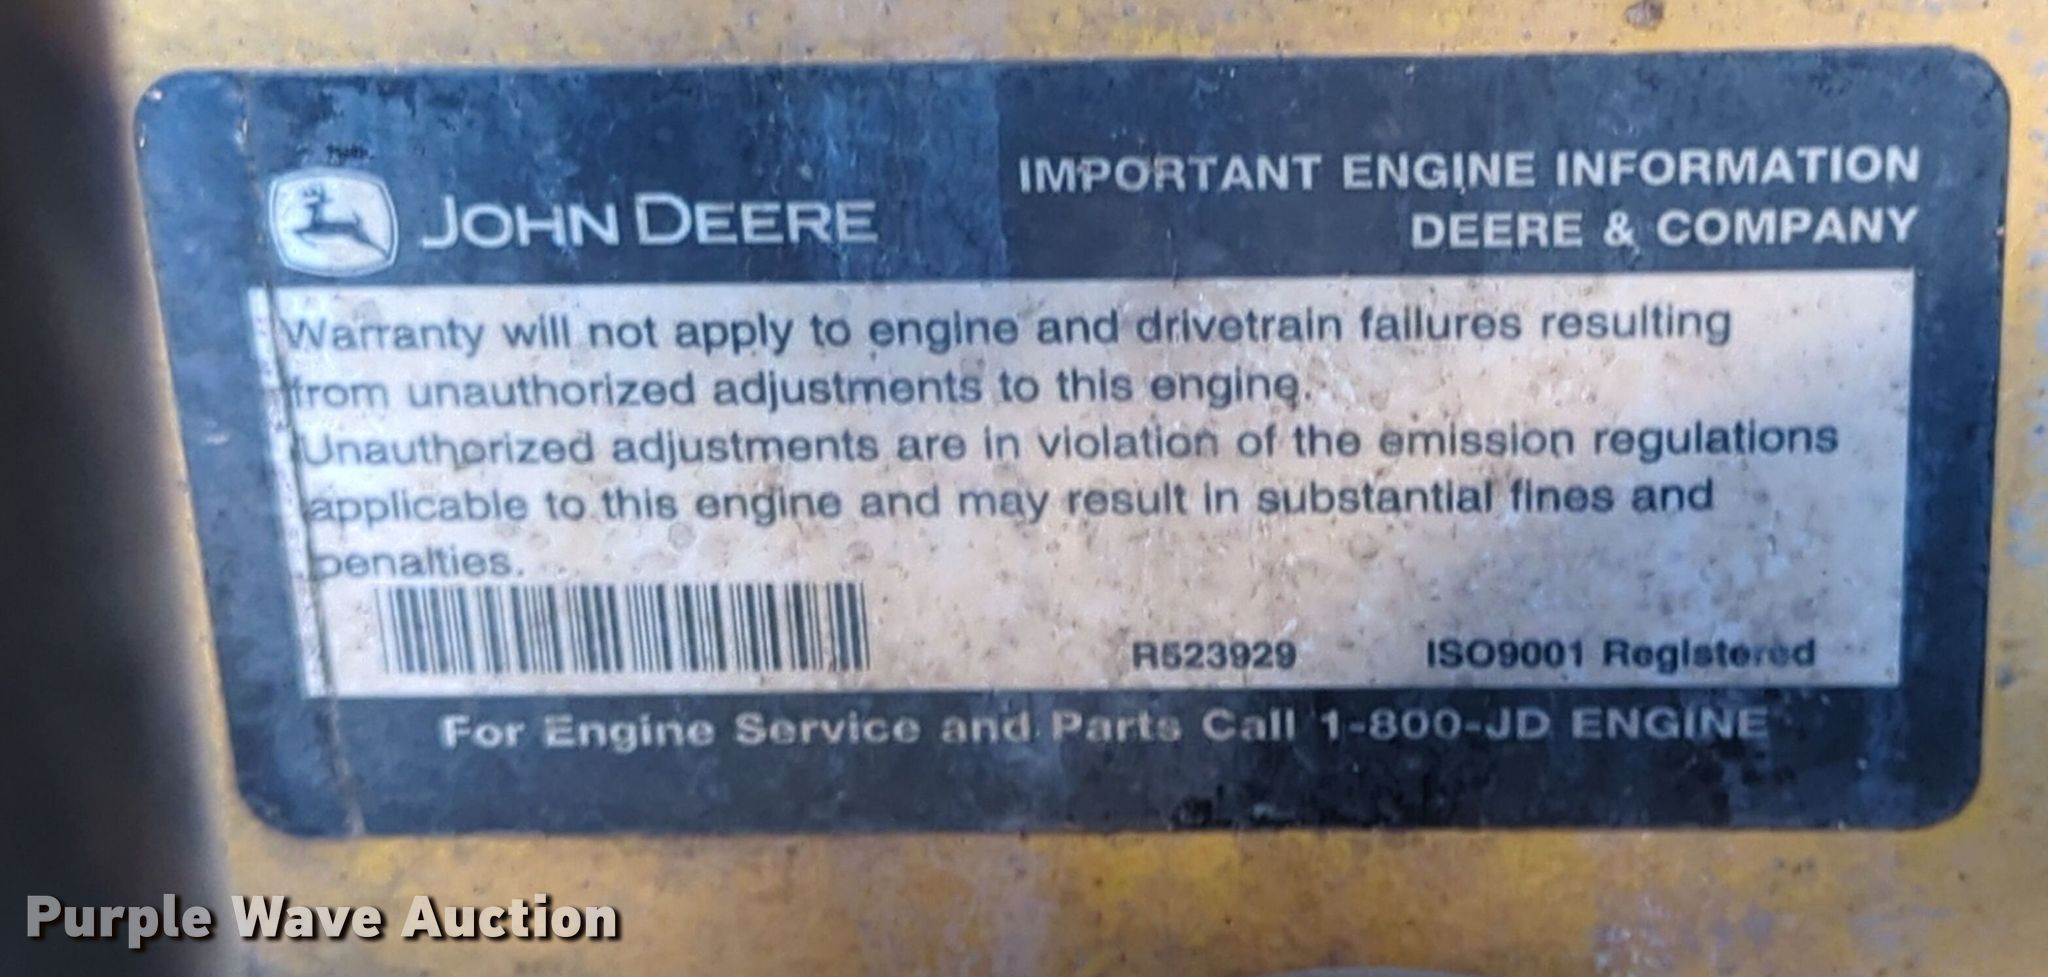 JOHN DEERE
IMPORTANT ENGINE INFORMATION
DEERE & COMPANY
Warranty will not apply to engine and drivetrain failures resulting
from unauthorized adjustments to this engine.
Unauthorized adjustments are in violation of the emission regulations
applicable to this engine and may result in substantial fines and
penalties.
R523929 ISO9001 Registered
For Engine Service and Parts Call 1-800-JD ENGINE
Purple Wave Auction